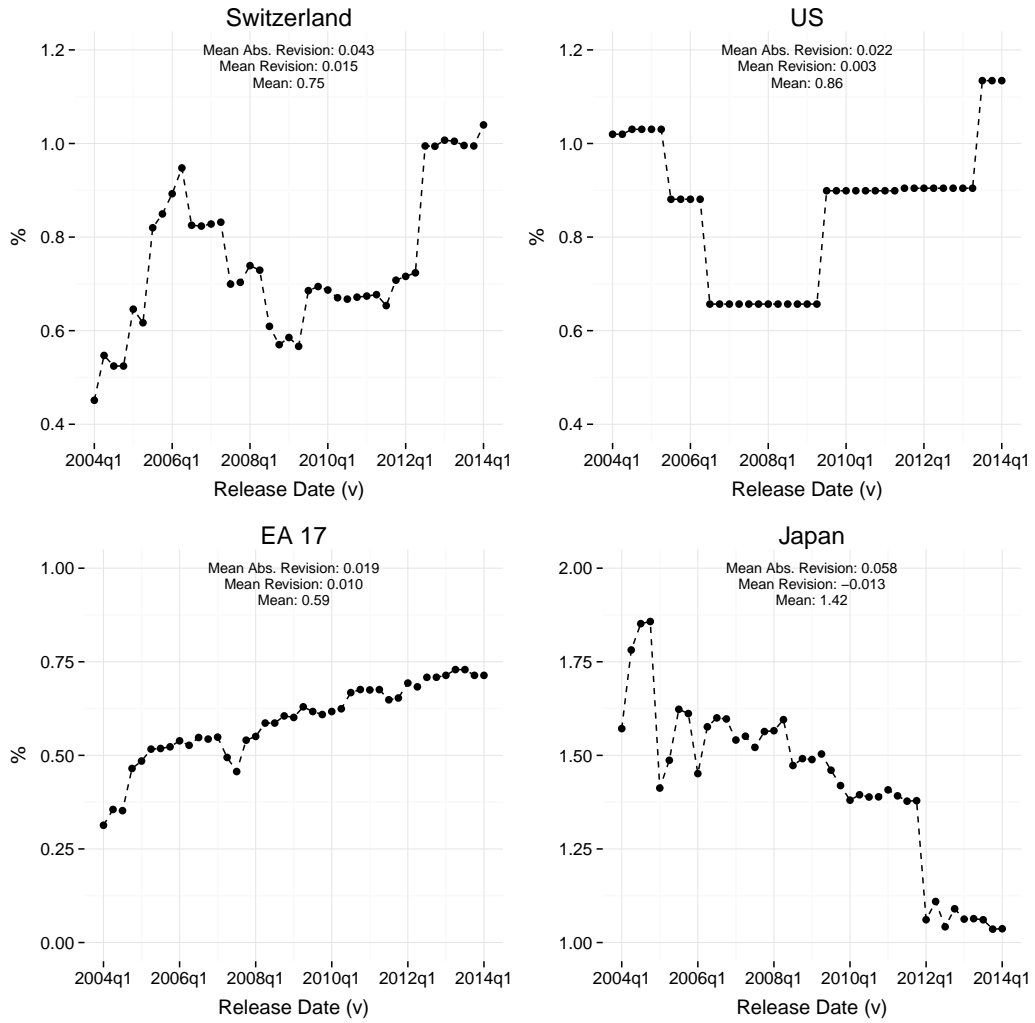 Switzerland
Mean Abs. Revision: 0.043
Mean Revision: 0.015
Mean: 0.75
1.2
1.0
0.8
0.6
0.4
%
2004q1 2006q1 2008q1 2010q1 2012q1 2014q1
Release Date (v)
US
Mean Abs. Revision: 0.022
Mean Revision: 0.003
Mean: 0.86
1.2
1.0
0.8
0.6
0.4
%
2004q1 2006q1 2008q1 2010q1 2012q1 2014q1
Release Date (v)
EA 17
Mean Abs. Revision: 0.019
Mean Revision: 0.010
Mean: 0.59
1.00
0.75
0.50
0.25
0.00
%
2004q1 2006q1 2008q1 2010q1 2012q1 2014q1
Release Date (v)
Japan
Mean Abs. Revision: 0.058
Mean Revision: −0.013
Mean: 1.42
2.00
1.75
1.50
1.25
1.00
2004q1 2006q1 2008q1 2010q1 2012q1 2014q1
Release Date (v)